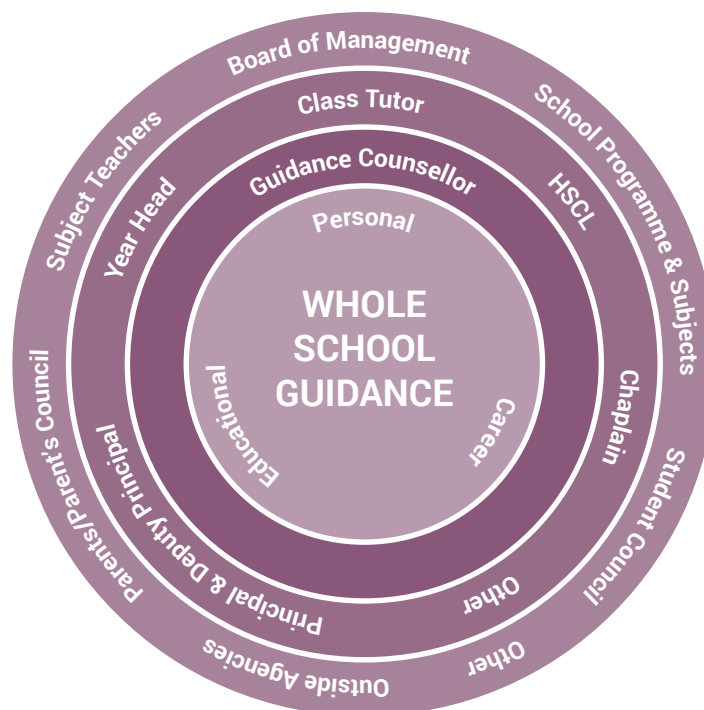 Board of Management
School Programme & Subjects
Student Council
Other
Outside Agencies
Parents/Parent's Council
Subject Teachers
Class Tutor
HSCL
Chaplain
Other
Principal & Deputy Principal
Year Head
Guidance Counsellor
Personal
Career
Educational
WHOLE
SCHOOL
GUIDANCE